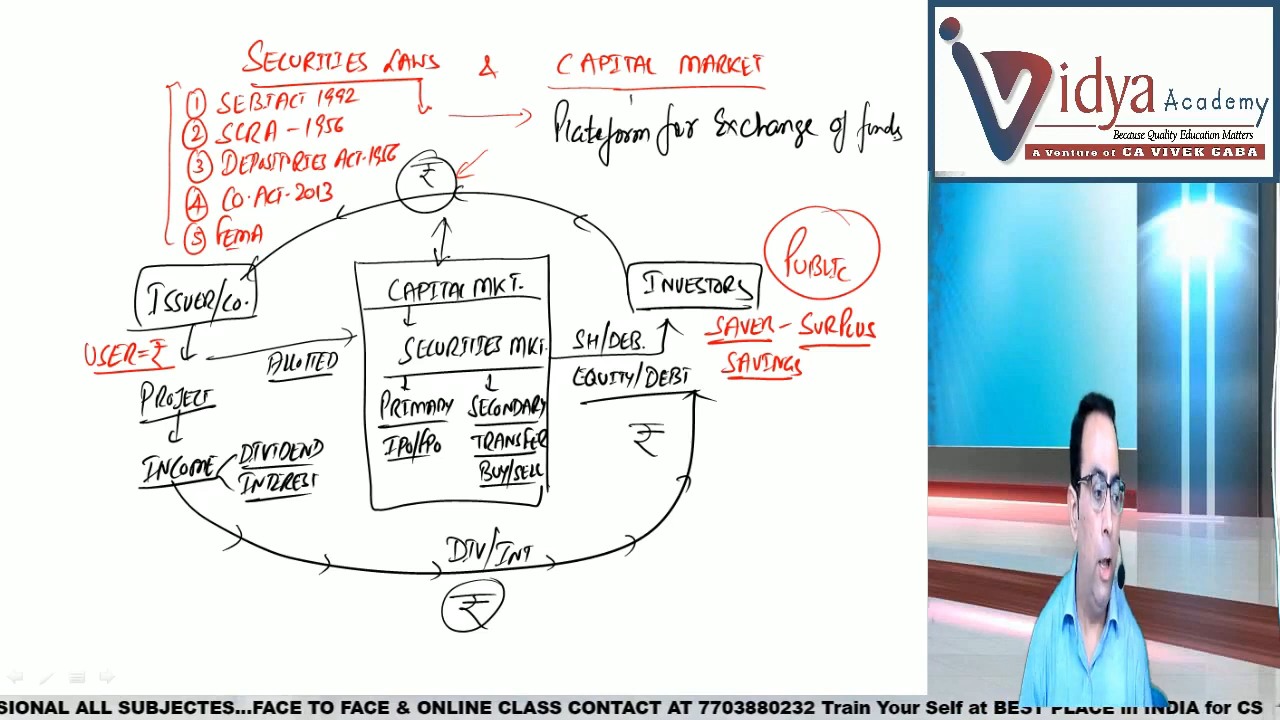 SECURITIES LAWS & CAPITAL MARKET
① SEBI ACT 1992
② SCRA - 1956
③ DEPOSITORIES ACT-1956
④ CO. ACT-2013
⑤ FEMA
Plateform for Exchange of funds
₹
ISSUER/CO.
USER=₹
PROJECT
INCOME
DIVIDEND
INTEREST
ALLOTTED
CAPITAL MKT.
SECURITIES MKT.
PRIMARY
IPO/FPO
SECONDARY
TRANSFER
BUY/SELL
SH/DEB.
EQUITY/DEBT
₹
INVESTORS
PUBLIC
SAVER - SURPLUS
SAVINGS
DIV/INT
₹
Vidya
Academy
Because Quality Education Matters
A Venture of CA VIVEK GABA
SIONAL ALL SUBJECTES...FACE TO FACE & ONLINE CLASS CONTACT AT 7703880232 Train Your Self at BEST PLACE in INDIA for CS